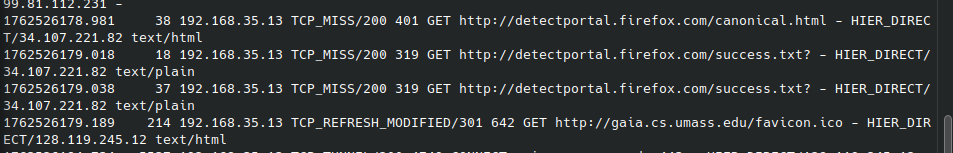 99.81.112.231 -
1762526178.981     38 192.168.35.13 TCP_MISS/200 401 GET http://detectportal.firefox.com/canonical.html - HIER_DIREC
T/34.107.221.82 text/html
1762526179.018     18 192.168.35.13 TCP_MISS/200 319 GET http://detectportal.firefox.com/success.txt? - HIER_DIRECT/
34.107.221.82 text/plain
1762526179.038     37 192.168.35.13 TCP_MISS/200 319 GET http://detectportal.firefox.com/success.txt? - HIER_DIRECT/
34.107.221.82 text/plain
1762526179.189    214 192.168.35.13 TCP_REFRESH_MODIFIED/301 642 GET http://gaia.cs.umass.edu/favicon.ico - HIER_DIR
ECT/128.119.245.12 text/html